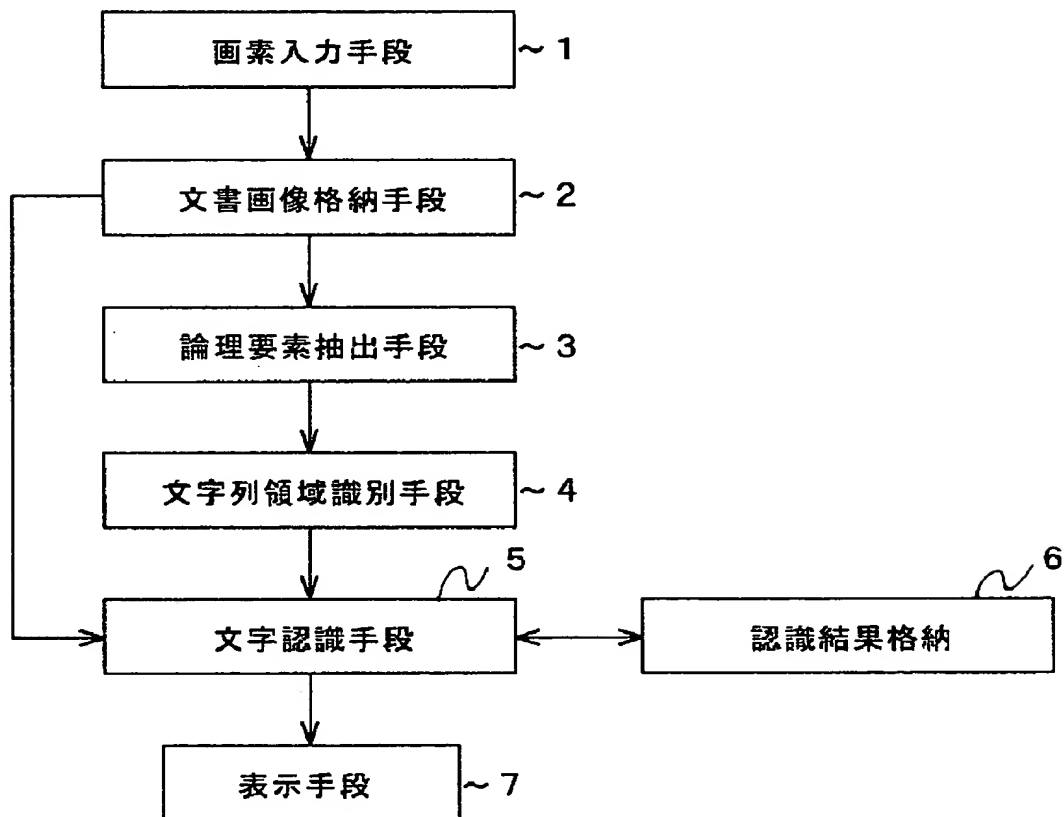 画素入力手段 ~1
文書画像格納手段 ~2
論理要素抽出手段 ~3
文字列領域識別手段 ~4
5
文字認識手段
6
認識結果格納
表示手段 ~7